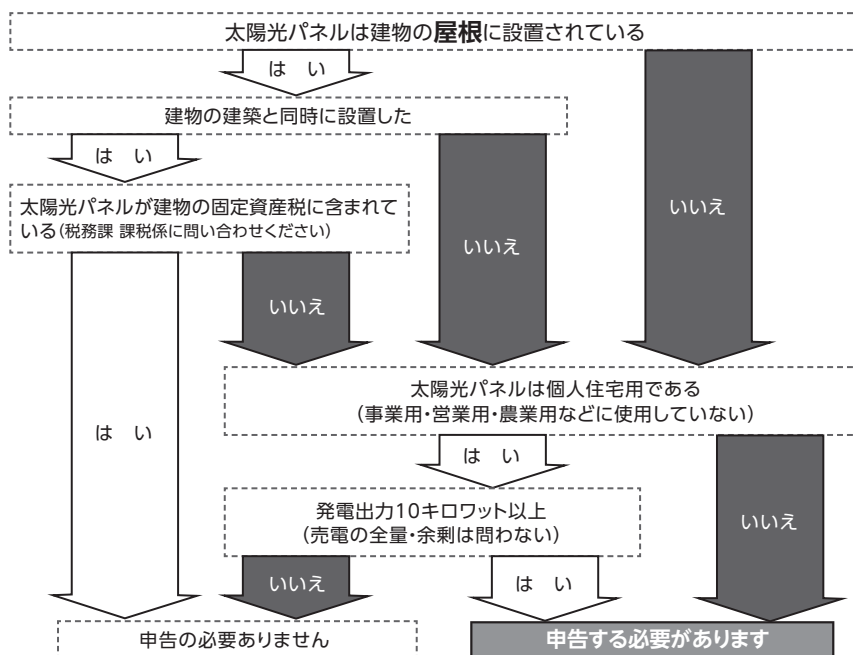 太陽光パネルは建物の屋根に設置されている
は い
建物の建築と同時に設置した
は い
太陽光パネルが建物の固定資産税に含まれて
いる(税務課 課税係に問い合わせください)
いいえ
いいえ
いいえ
太陽光パネルは個人住宅用である
(事業用・営業用・農業用などに使用していない)
は い
は い
発電出力10キロワット以上
(売電の全量・余剰は問わない)
いいえ
いいえ
は い
申告の必要ありません
申告する必要があります